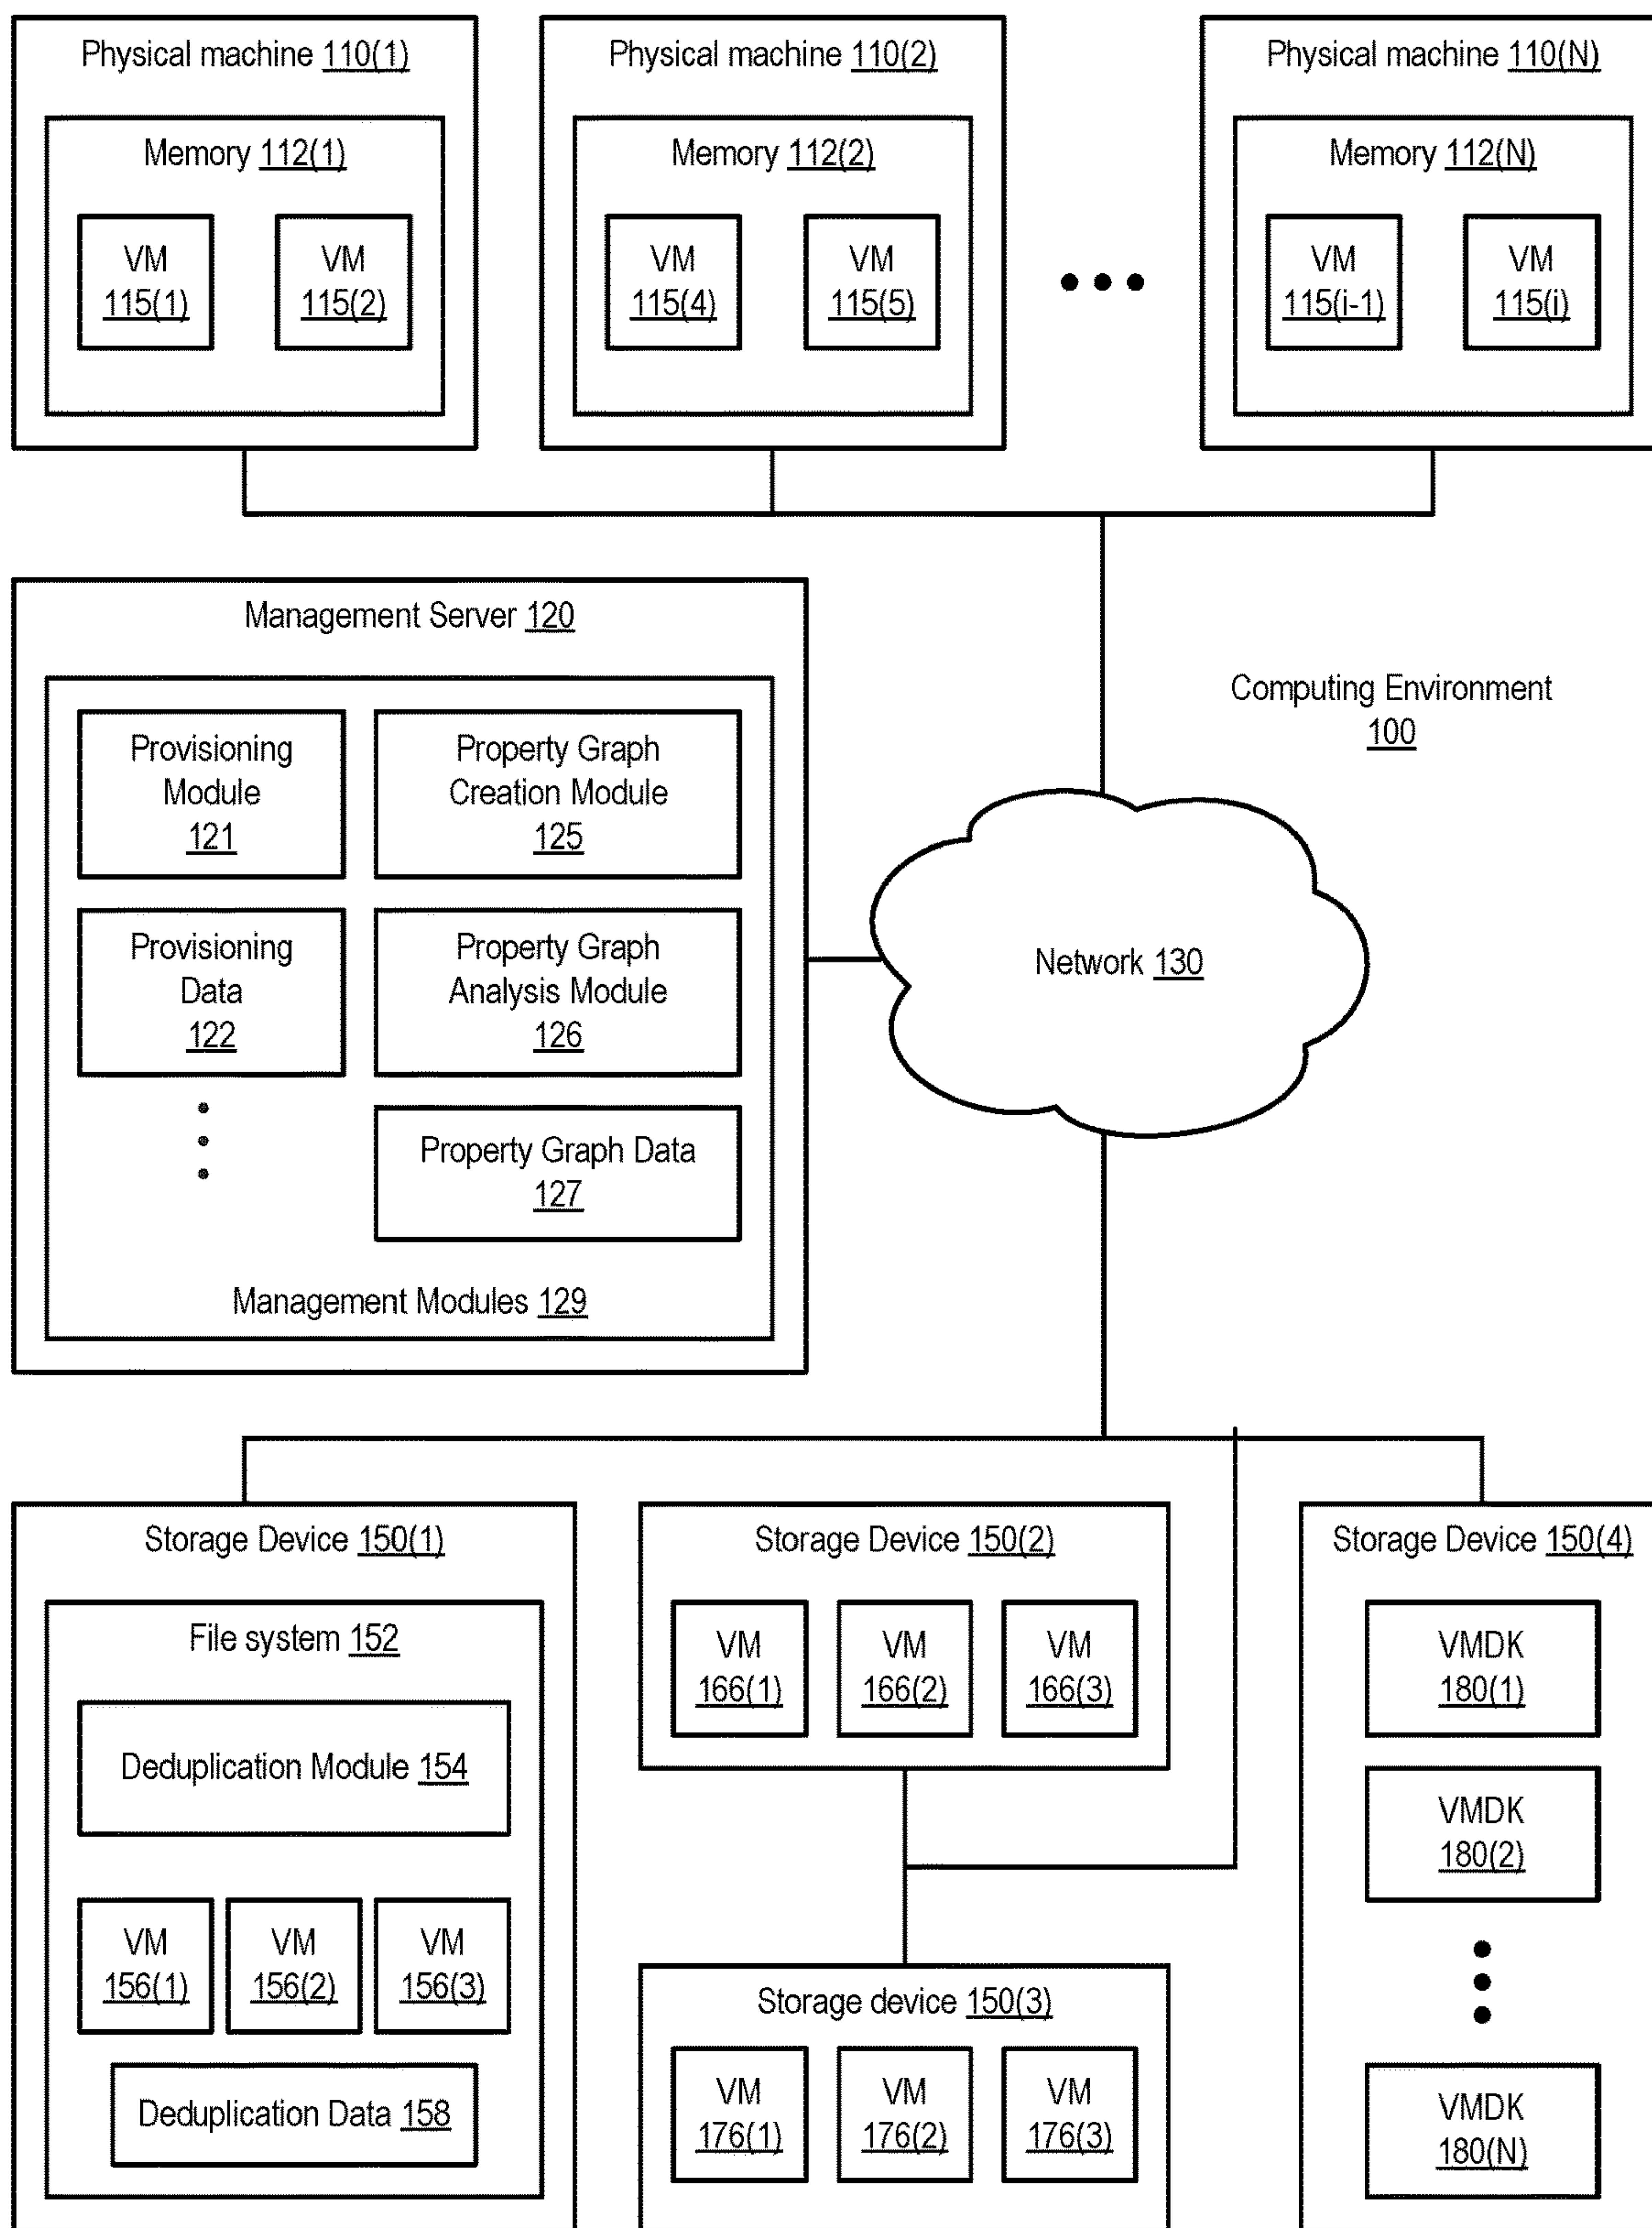 Physical machine 110(1)
Memory 112(1)
VM
115(1)
VM
115(2)
Physical machine 110(2)
Memory 112(2)
VM
115(4)
VM
115(5)
Physical machine 110(N)
Memory 112(N)
VM
115(i-1)
VM
115(i)
Management Server 120
Provisioning
Module
121
Property Graph
Creation Module
125
Provisioning
Data
122
Property Graph
Analysis Module
126
Property Graph Data
127
Management Modules 129
Computing Environment
100
Network 130
Storage Device 150(1)
File system 152
Deduplication Module 154
VM
156(1)
VM
156(2)
VM
156(3)
Deduplication Data 158
Storage Device 150(2)
VM
166(1)
VM
166(2)
VM
166(3)
Storage device 150(3)
VM
176(1)
VM
176(2)
VM
176(3)
Storage Device 150(4)
VMDK
180(1)
VMDK
180(2)
VMDK
180(N)